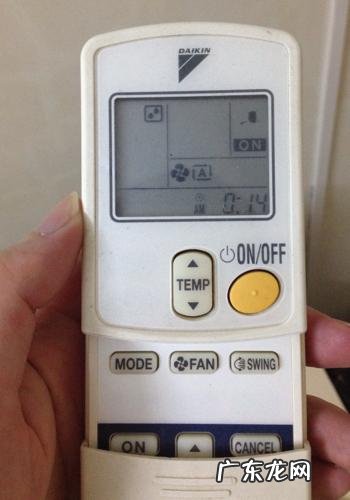 DAIKIN
ON
A
AM 0:14
ON/OFF
TEMP
MODE FAN SWING
ON CANCEL
广东龙网